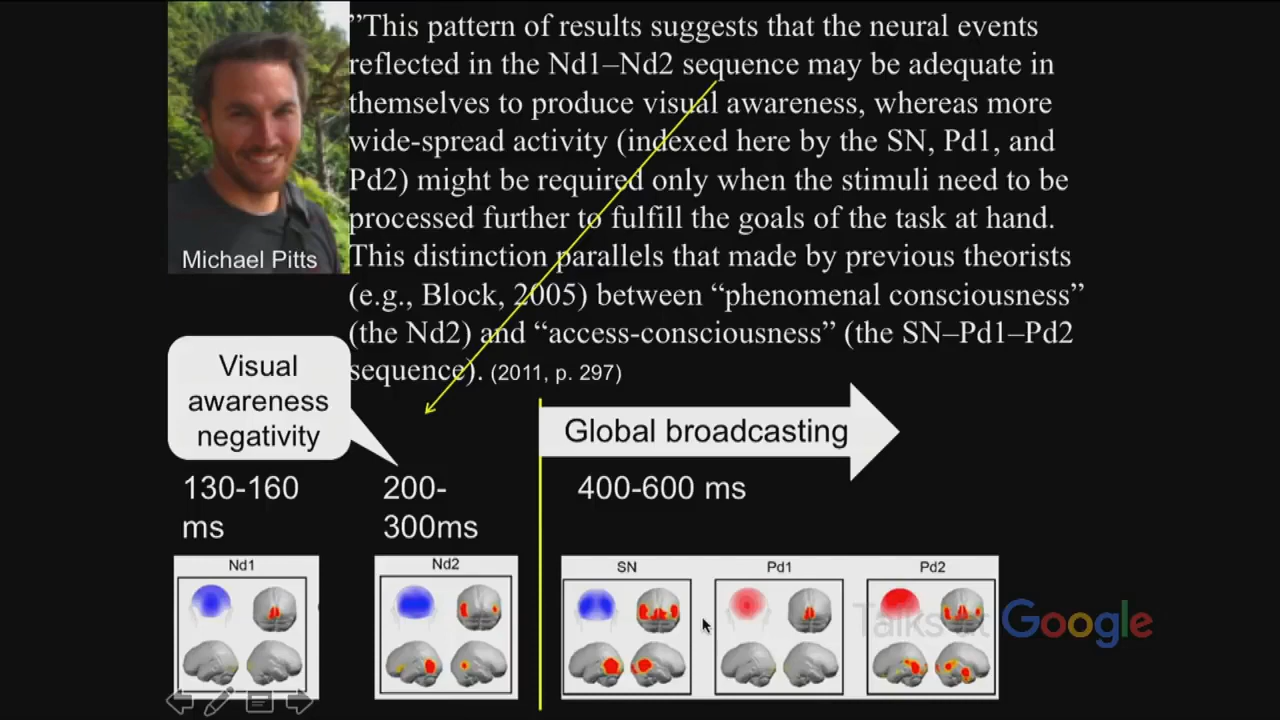 ”This pattern of results suggests that the neural events
reflected in the Nd1–Nd2 sequence may be adequate in
themselves to produce visual awareness, whereas more
wide-spread activity (indexed here by the SN, Pd1, and
Pd2) might be required only when the stimuli need to be
processed further to fulfill the goals of the task at hand.
This distinction parallels that made by previous theorists
(e.g., Block, 2005) between “phenomenal consciousness”
(the Nd2) and “access-consciousness” (the SN–Pd1–Pd2
sequence). (2011, p. 297)
Michael Pitts
Visual
awareness
negativity
Global broadcasting
130-160
ms
200-
300ms
400-600 ms
Nd1
Nd2
SN
Pd1
Pd2
Talks at Google